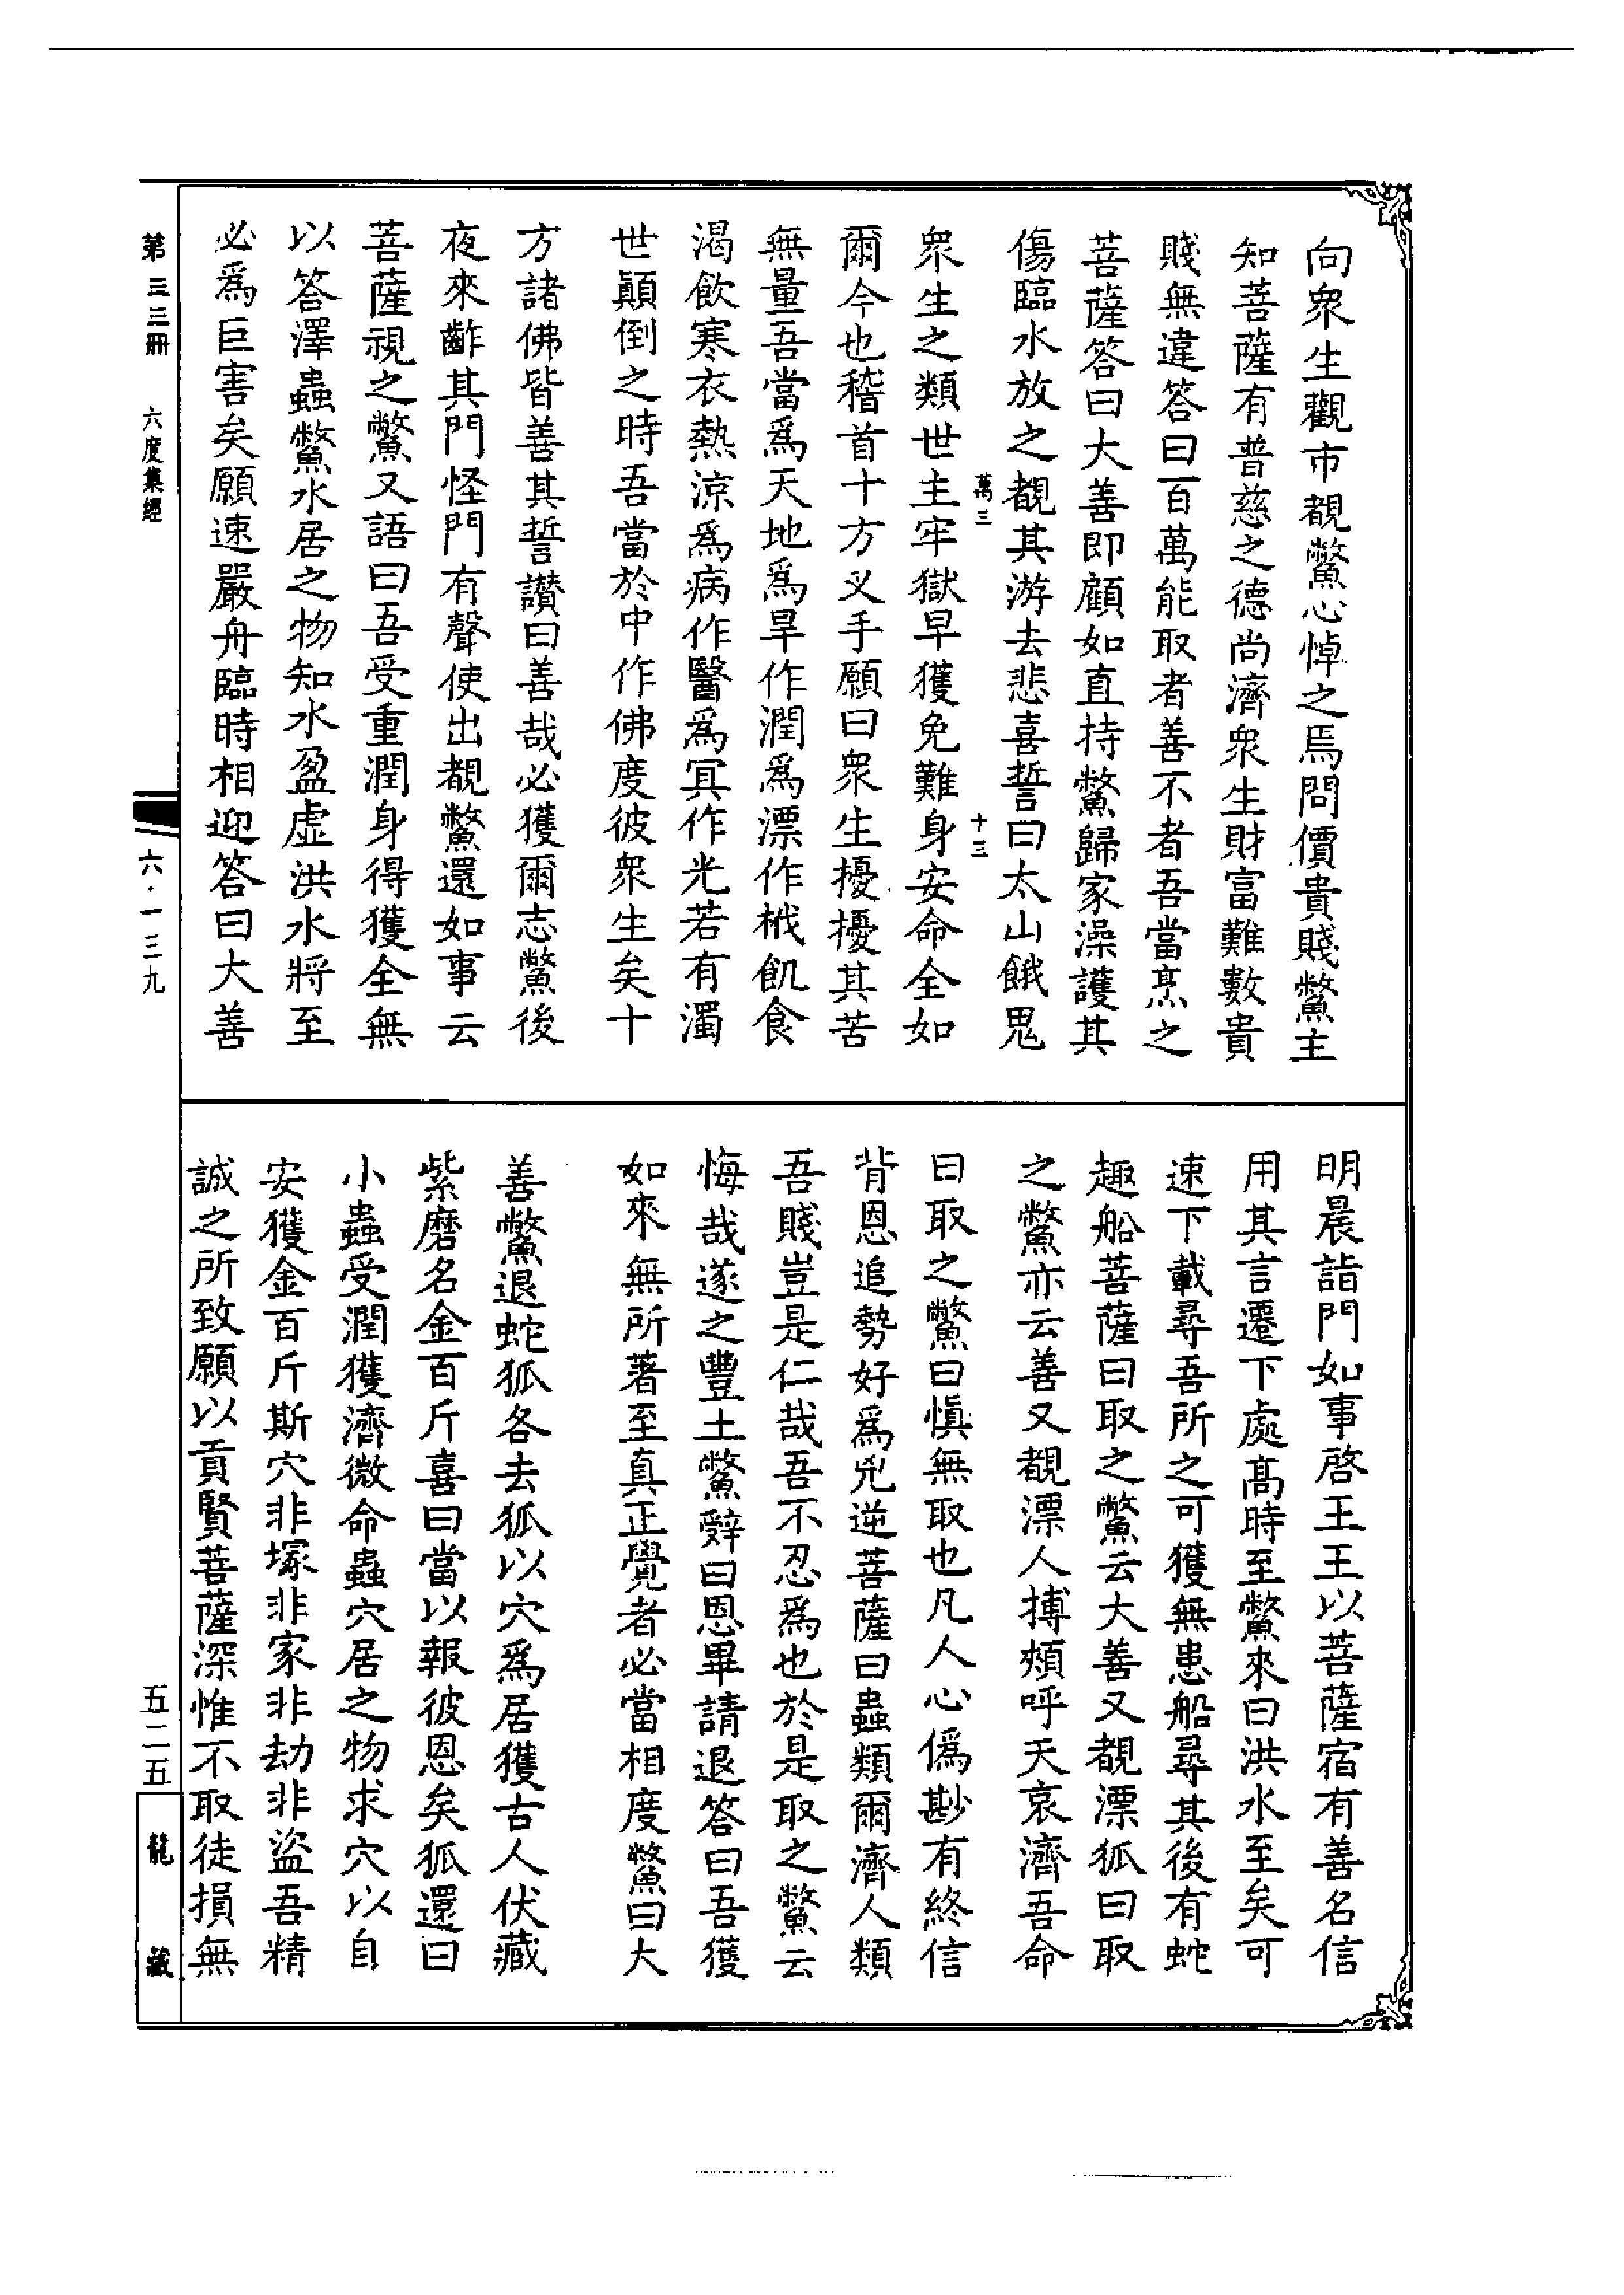 向衆生觀市覩鱉心悼之焉問價貴賤鱉主
知菩薩有普慈之德尚濟衆生財富難數貴
賤無違答曰百萬能取者善不者吾當烹之
菩薩答曰大善即顧如直持鱉歸家澡護其
傷臨水放之覩其游去悲喜誓曰太山餓鬼
萬三 十三
衆生之類世主牢獄早獲免難身安命全如
爾今也稽首十方叉手願曰衆生擾擾其苦
無量吾當爲天地爲旱作潤爲漂作栰飢食
渴飲寒衣熱涼爲病作醫爲冥作光若有濁
世顚倒之時吾當於中作佛度彼衆生矣十
方諸佛皆善其誓讃曰善哉必獲爾志鱉後
夜來齚其門怪門有聲使出覩鱉還如事云
菩薩視之鱉又語曰吾受重潤身得獲全無
以答澤蟲鱉水居之物知水盈虛洪水將至
必爲巨害矣願速嚴舟臨時相迎答曰大善
明晨詣門如事啓王王以菩薩宿有善名信
用其言遷下處高時至鱉來曰洪水至矣可
速下載尋吾所之可獲無患船尋其後有蛇
趣船菩薩曰取之鱉云大善又覩漂狐曰取
之鱉亦云善又覩漂人搏頰呼天哀濟吾命
曰取之鱉曰愼無取也凡人心僞尠有終信
背恩追勢好爲兇逆菩薩曰蟲類爾濟人類
吾賤豈是仁哉吾不忍爲也於是取之鱉云
悔哉遂之豐土鱉辤曰恩畢請退答曰吾獲
如來無所著至真正覺者必當相度鱉曰大
善鱉退蛇狐各去狐以穴爲居獲古人伏藏
紫磨名金百斤喜曰當以報彼恩矣狐還曰
小蟲受潤獲濟微命蟲穴居之物求穴以自
安獲金百斤斯穴非塚非家非劫非盜吾精
誠之所致願以貢賢菩薩深惟不取徒損無
第三三冊 六度集經
六·一三九
五二五
龍藏